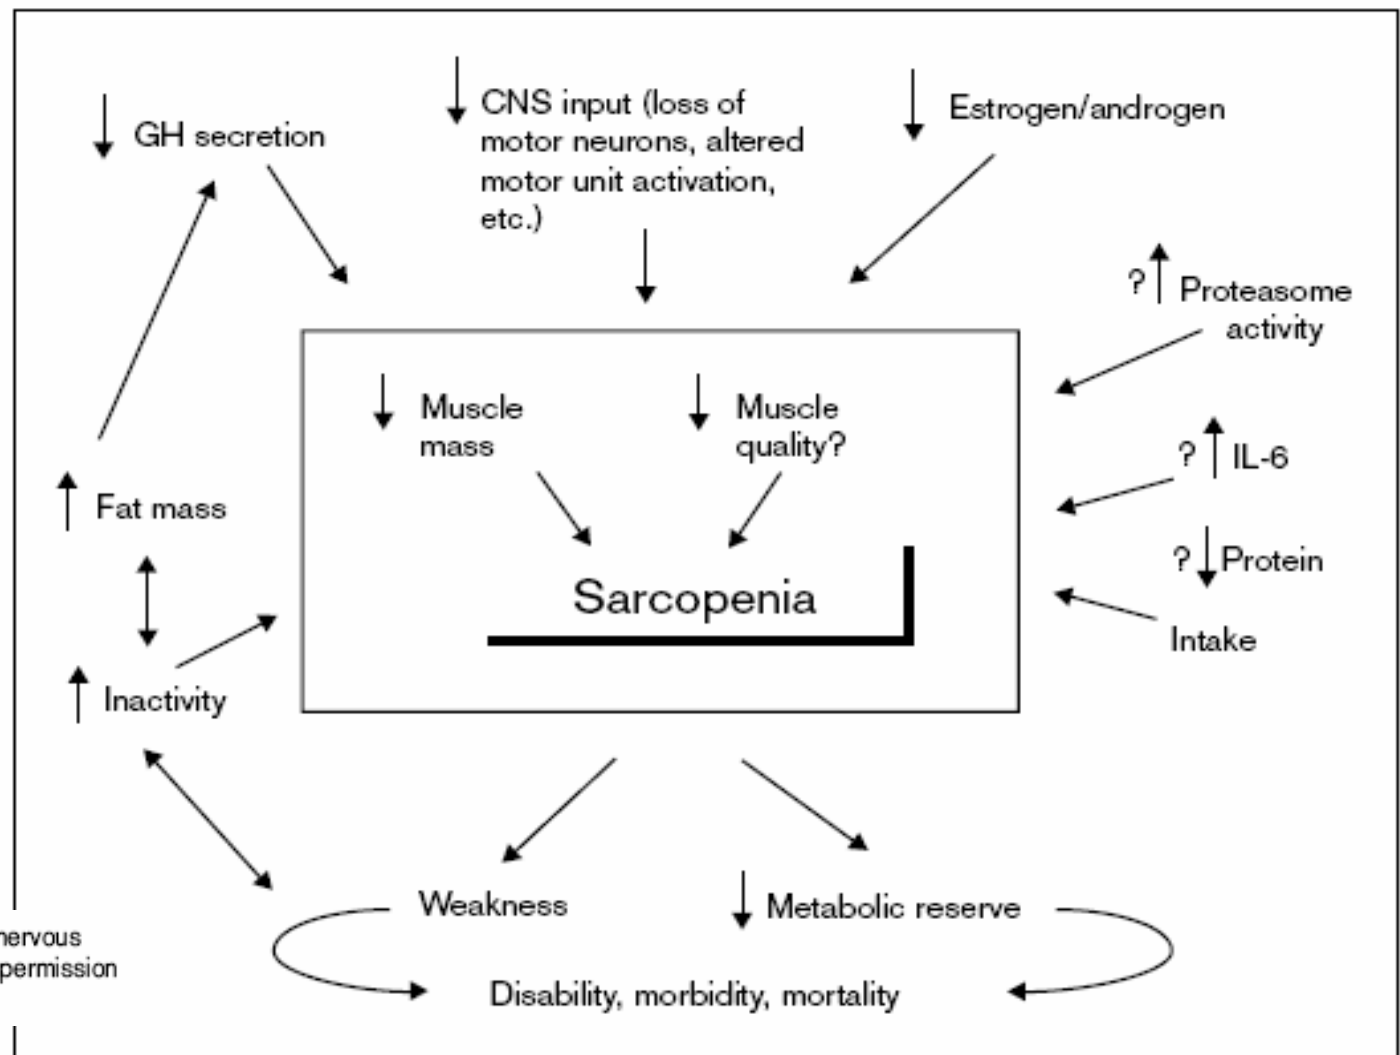 GH secretion
CNS input (loss of
motor neurons, altered
motor unit activation,
etc.)
Estrogen/androgen
?
Proteasome
activity
Muscle
mass
Muscle
quality?
? IL-6
Fat mass
? Protein
Intake
Sarcopenia
Inactivity
Weakness
Metabolic reserve
nervous
permission
Disability, morbidity, mortality